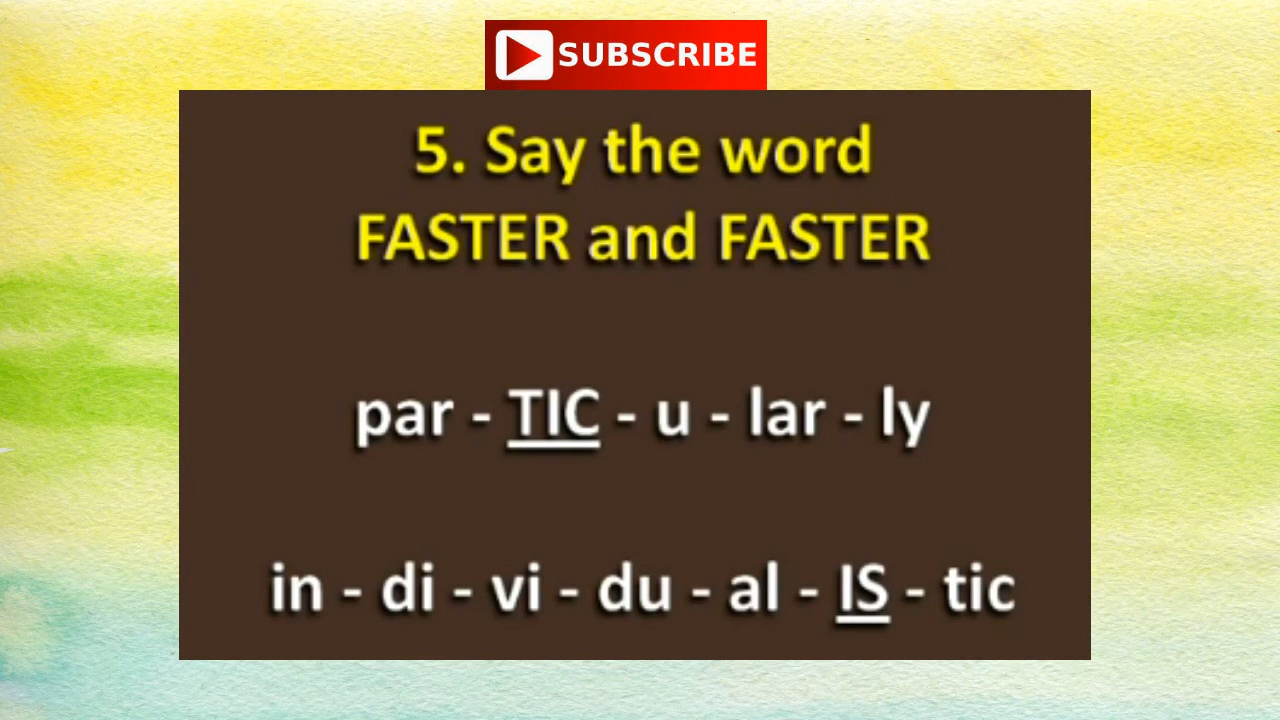 SUBSCRIBE
5. Say the word
FASTER and FASTER
par - TIC - u - lar - ly
in - di - vi - du - al - IS - tic